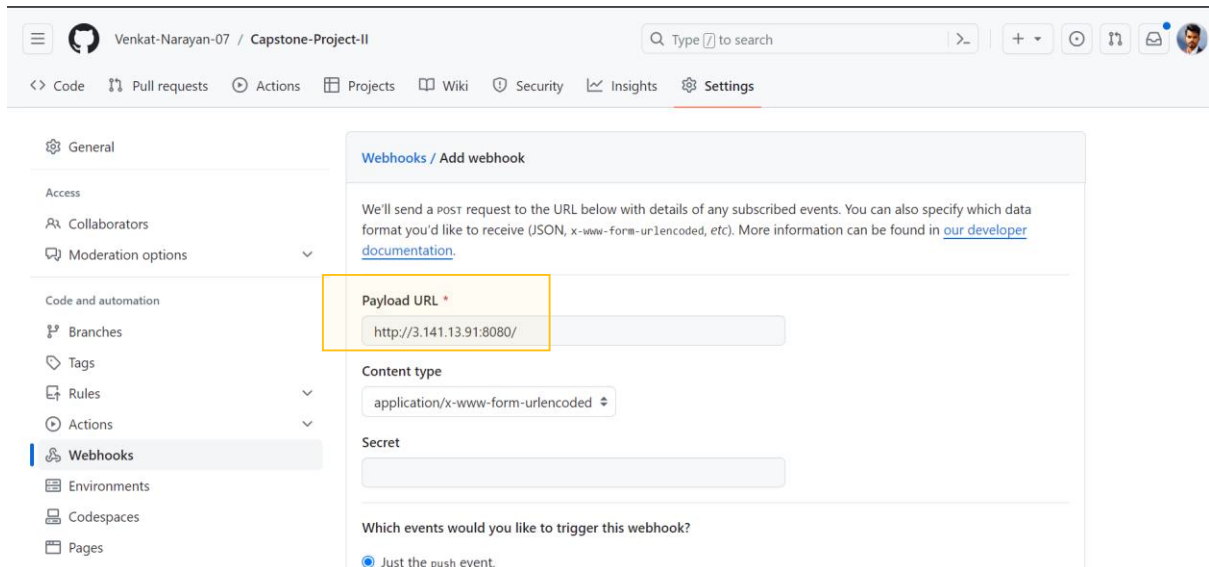 Venkat-Narayan-07 / Capstone-Project-II
Type / to search
Code Pull requests Actions Projects Wiki Security Insights Settings
General
Access
Collaborators
Moderation options
Code and automation
Branches
Tags
Rules
Actions
Webhooks
Environments
Codespaces
Pages
Webhooks / Add webhook
We'll send a POST request to the URL below with details of any subscribed events. You can also specify which data
format you'd like to receive (JSON, x-www-form-urlencoded, etc). More information can be found in our developer
documentation.
Payload URL *
http://3.141.13.91:8080/
Content type
application/x-www-form-urlencoded
Secret
Which events would you like to trigger this webhook?
Just the push event.